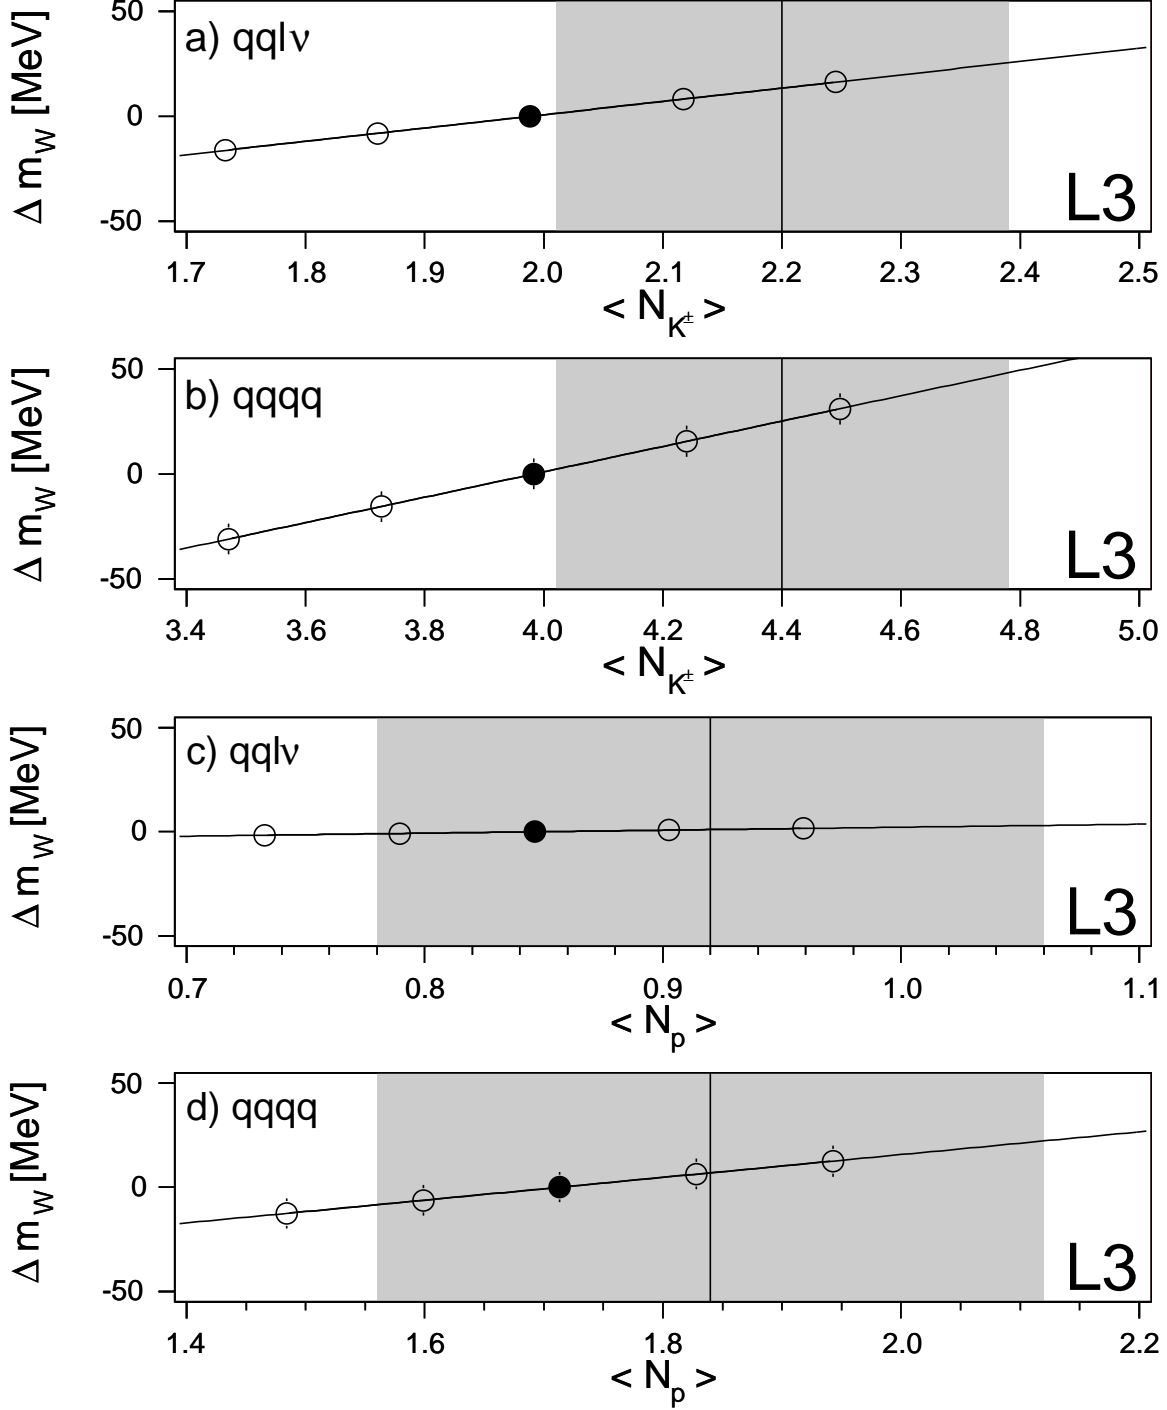 a) qqlν
Δ m_W [MeV]
50
0
-50
L3
1.7 1.8 1.9 2.0 2.1 2.2 2.3 2.4 2.5
< N_K± >
b) qqqq
Δ m_W [MeV]
50
0
-50
L3
3.4 3.6 3.8 4.0 4.2 4.4 4.6 4.8 5.0
< N_K± >
c) qqlν
Δ m_W [MeV]
50
0
-50
L3
0.7 0.8 0.9 1.0 1.1
< N_p >
d) qqqq
Δ m_W [MeV]
50
0
-50
L3
1.4 1.6 1.8 2.0 2.2
< N_p >